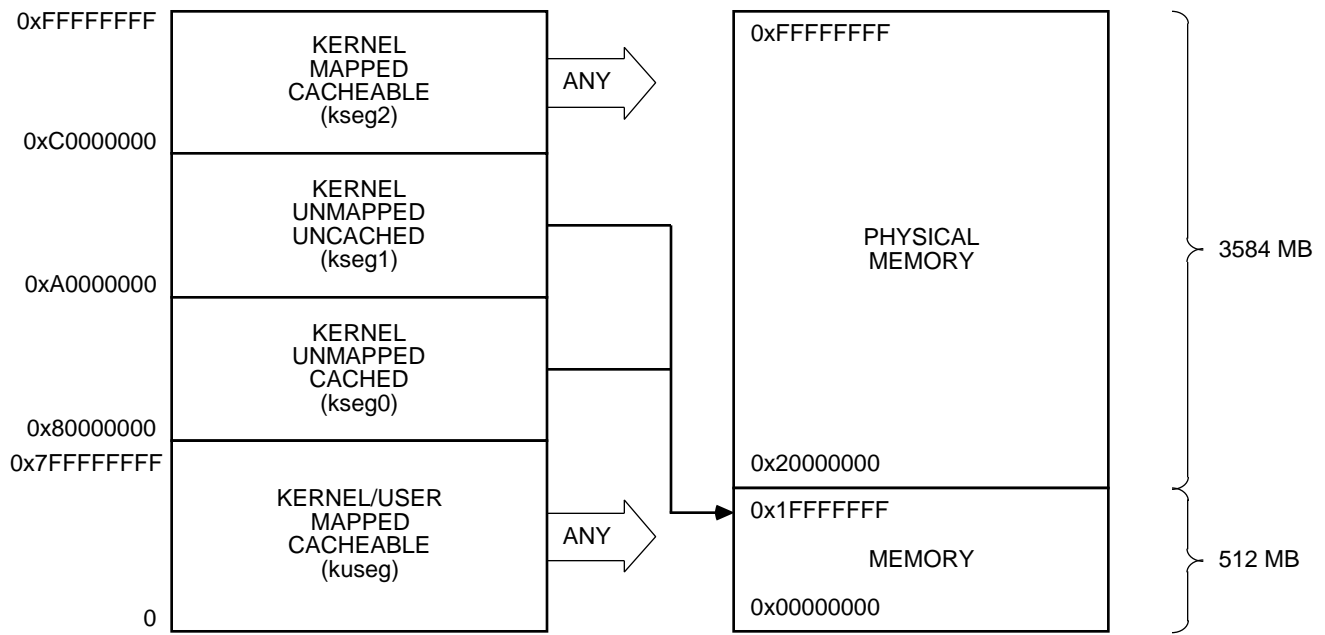 0xFFFFFFFF
KERNEL
MAPPED
CACHEABLE
(kseg2)
ANY
0xC0000000
KERNEL
UNMAPPED
UNCACHED
(kseg1)
0xA0000000
KERNEL
UNMAPPED
CACHED
(kseg0)
0x80000000
0x7FFFFFFFF
KERNEL/USER
MAPPED
CACHEABLE
(kuseg)
ANY
0
0xFFFFFFFF
PHYSICAL
MEMORY
0x20000000
3584 MB
0x1FFFFFFF
MEMORY
0x00000000
512 MB